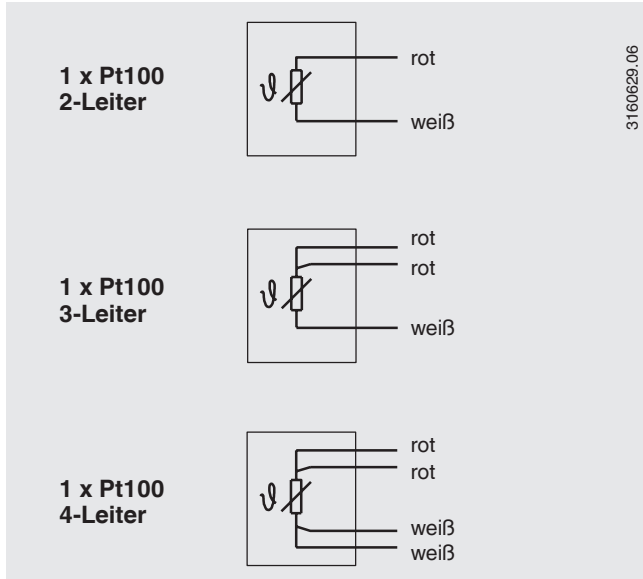 1 x Pt100
2-Leiter
rot
weiß
3160629.06
1 x Pt100
3-Leiter
rot
rot
weiß
1 x Pt100
4-Leiter
rot
rot
weiß
weiß